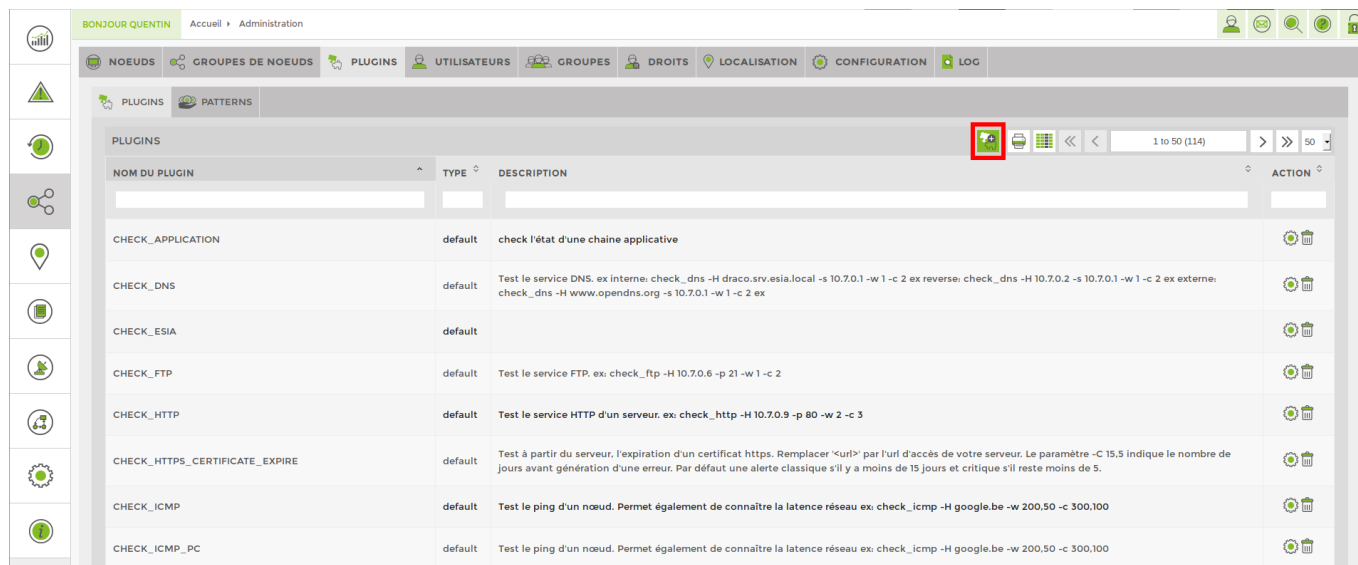 BONJOUR QUENTIN Accueil Administration
NOEUDS GROUPES DE NOEUDS PLUGINS UTILISATEURS GROUPES DROITS LOCALISATION CONFIGURATION LOG
PLUGINS PATTERNS
PLUGINS 1 to 50 (114) 50
NOM DU PLUGIN TYPE DESCRIPTION ACTION
CHECK_APPLICATION default check l'état d'une chaine applicative
CHECK_DNS default Test le service DNS. ex interne: check_dns -H draco.srv.esia.local -s 10.7.0.1 -w 1 -c 2 ex reverse: check_dns -H 10.7.0.2 -s 10.7.0.1 -w 1 -c 2 ex externe:
check_dns -H www.opendns.org -s 10.7.0.1 -w 1 -c 2 ex
CHECK_ESIA default
CHECK_FTP default Test le service FTP. ex: check_ftp -H 10.7.0.6 -p 21 -w 1 -c 2
CHECK_HTTP default Test le service HTTP d'un serveur. ex: check_http -H 10.7.0.9 -p 80 -w 2 -c 3
CHECK_HTTPS_CERTIFICATE_EXPIRE default Test à partir du serveur, l'expiration d'un certificat https. Remplacer '<url>' par l'url d'accès de votre serveur. Le paramètre -C 15,5 indique le nombre de
jours avant génération d'une erreur. Par défaut une alerte classique s'il y a moins de 15 jours et critique s'il reste moins de 5.
CHECK_ICMP default Test le ping d'un nœud. Permet également de connaître la latence réseau ex: check_icmp -H google.be -w 200,50 -c 300,100
CHECK_ICMP_PC default Test le ping d'un nœud. Permet également de connaître la latence réseau ex: check_icmp -H google.be -w 200,50 -c 300,100